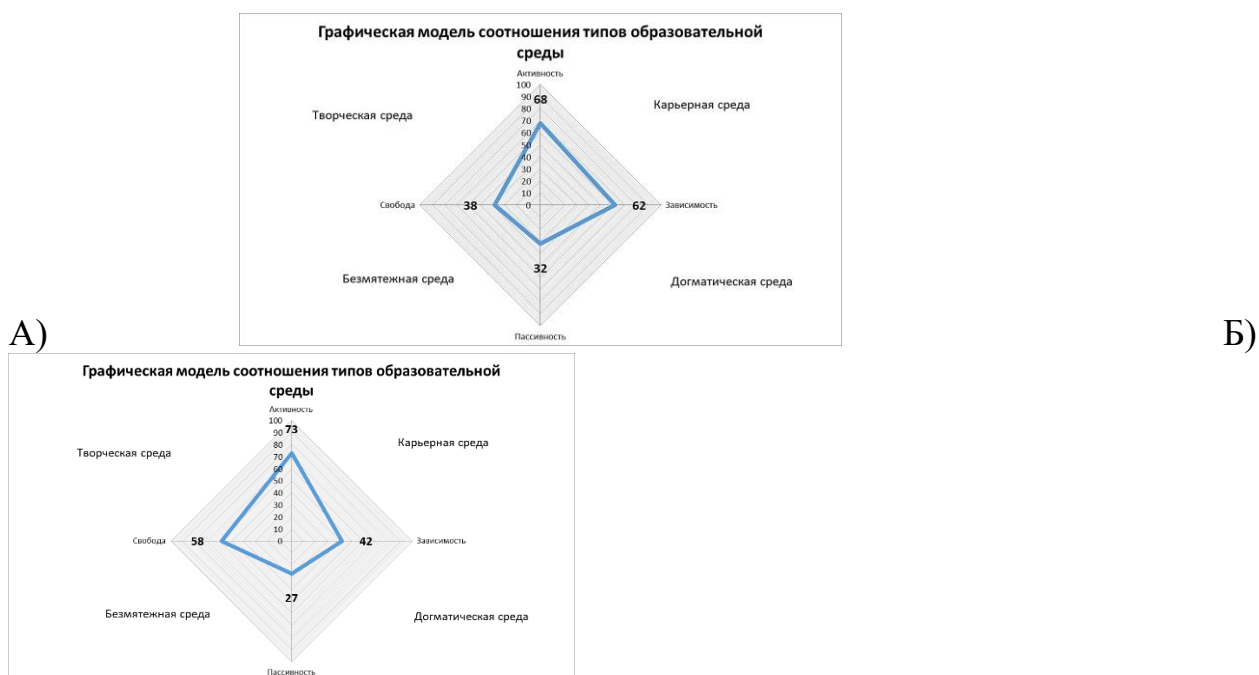 Графическая модель соотношения типов образовательной
среды
Активность
100
90
68
80
70
60
50
40
30
20
10
0
Творческая среда
Карьерная среда
Свобода
38
62
Зависимость
32
Безмятежная среда
Догматическая среда
Пассивность
А)
Б)
Графическая модель соотношения типов образовательной
среды
Активность
100
90
73
80
70
60
50
40
30
20
10
0
Творческая среда
Карьерная среда
Свобода
58
42
Зависимость
27
Безмятежная среда
Догматическая среда
Пассивность